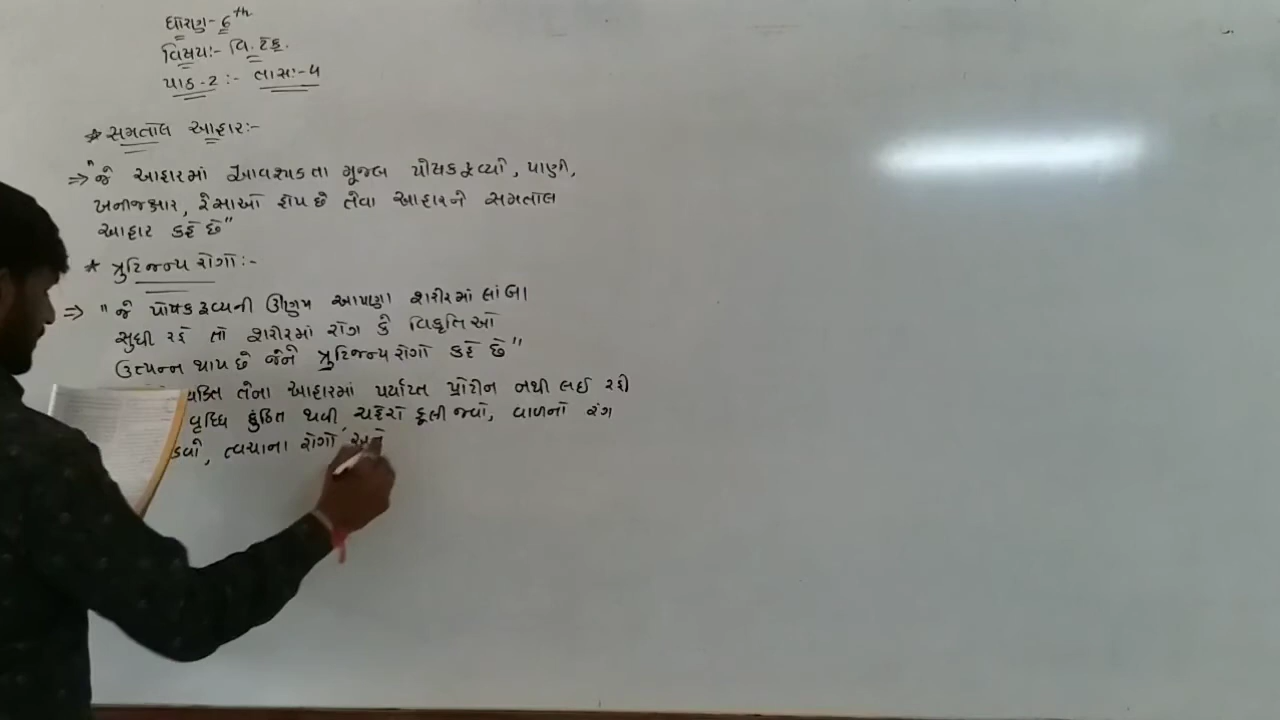 ધોરણ- 6th
વિષય:- વિ. ટેક.
પાઠ-2:- તાસ:-4
* સમતોલ આહાર:-
⇒ "જે આહારમાં આવશ્યકતા મુજબ પોષકદ્રવ્યો, પાણી,
ખનીજક્ષાર, રેસાઓ હોય છે તેવા આહારને સમતોલ
આહાર કહે છે"
* ત્રુટિજન્ય રોગો:-
⇒ "જે પોષકદ્રવ્યની ઊણપ આપણા શરીરમાં લાંબા
સુધી રહે તો શરીરમાં રોગ કે વિકૃતિઓ
ઉત્પન્ન થાય છે જેને ત્રુટિજન્ય રોગો કહે છે"
વ્યક્તિ તેના આહારમાં પર્યાપ્ત પ્રોટીન નથી લઈ રહી
વૃધ્ધિ કુંઠિત થવી, ચહેરો ફૂલી જવો, વાળનો રંગ
ડવો, ત્વચાના રોગો અને